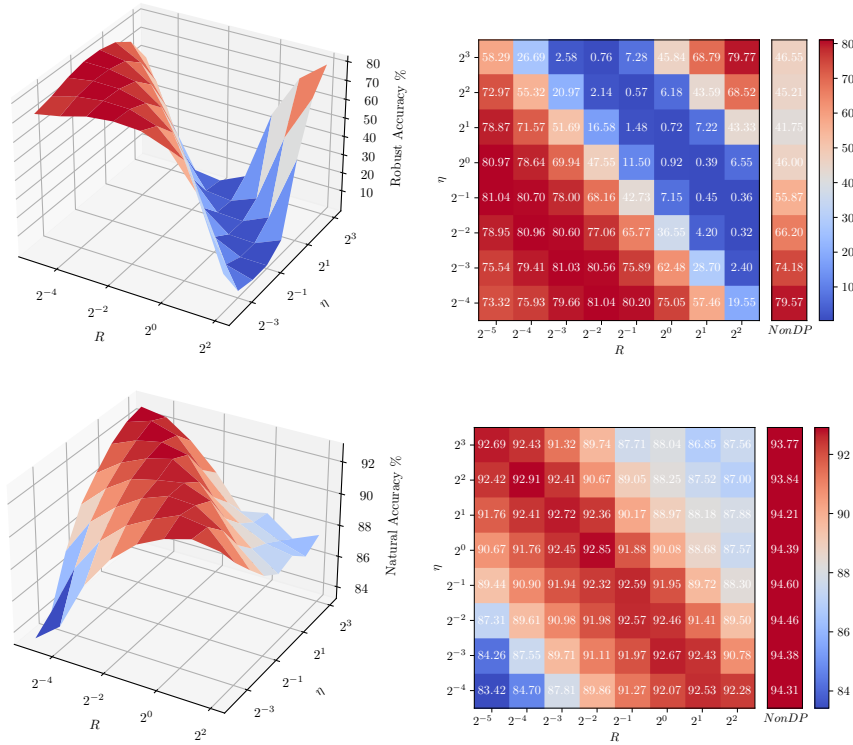 80
70
60
50
40
30
20
10
Robust Accuracy %
2^-4
2^-2
2^0
2^2
R
2^-3
2^-1
2^1
2^3
η
2^3 58.29 26.69 2.58 0.76 7.28 45.84 68.79 79.77 46.55
2^2 72.97 55.32 20.97 2.14 0.57 6.18 43.59 68.52 45.21
2^1 78.87 71.57 51.69 16.58 1.48 0.72 7.22 43.33 41.75
2^0 80.97 78.64 69.94 47.55 11.50 0.92 0.39 6.55 46.00
2^-1 81.04 80.70 78.00 68.16 42.73 7.15 0.45 0.36 55.87
2^-2 78.95 80.96 80.60 77.06 65.77 36.55 4.20 0.32 66.20
2^-3 75.54 79.41 81.03 80.56 75.89 62.48 28.70 2.40 74.18
2^-4 73.32 75.93 79.66 81.04 80.20 75.05 57.46 19.55 79.57
η
2^-5 2^-4 2^-3 2^-2 2^-1 2^0 2^1 2^2 NonDP
R
80
70
60
50
40
30
20
10
92
90
88
86
84
Natural Accuracy %
2^-4
2^-2
2^0
2^2
R
2^-3
2^-1
2^1
2^3
η
2^3 92.69 92.43 91.32 89.74 87.71 88.04 86.85 87.56 93.77
2^2 92.42 92.91 92.41 90.67 89.05 88.25 87.52 87.00 93.84
2^1 91.76 92.41 92.72 92.36 90.17 88.97 88.18 87.88 94.21
2^0 90.67 91.76 92.45 92.85 91.88 90.08 88.68 87.57 94.39
2^-1 89.44 90.90 91.94 92.32 92.59 91.95 89.72 88.30 94.60
2^-2 87.31 89.61 90.98 91.98 92.57 92.46 91.41 89.50 94.46
2^-3 84.26 87.55 89.71 91.11 91.97 92.67 92.43 90.78 94.38
2^-4 83.42 84.70 87.81 89.86 91.27 92.07 92.53 92.28 94.31
η
2^-5 2^-4 2^-3 2^-2 2^-1 2^0 2^1 2^2 NonDP
R
92
90
88
86
84